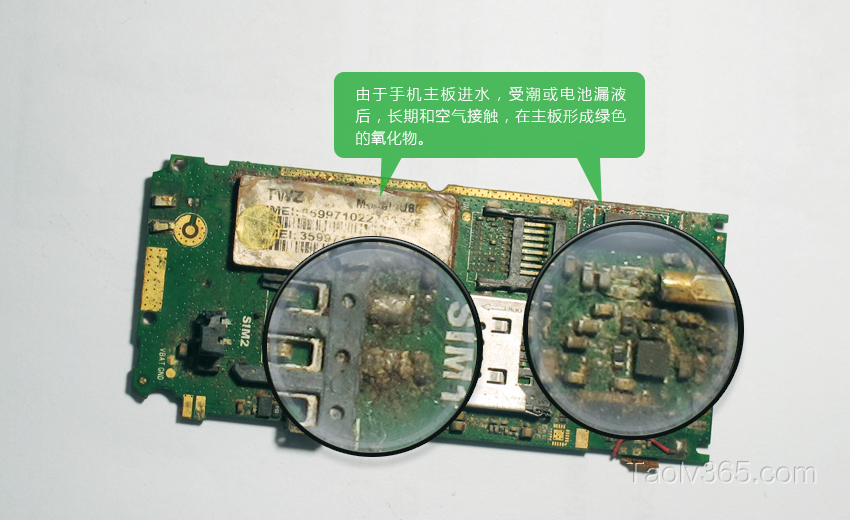 由于手机主板进水，受潮或电池漏液
后，长期和空气接触，在主板形成绿色
的氧化物。
TWZ
SIM2
SIM1
VBAT GND
Taolv365.com